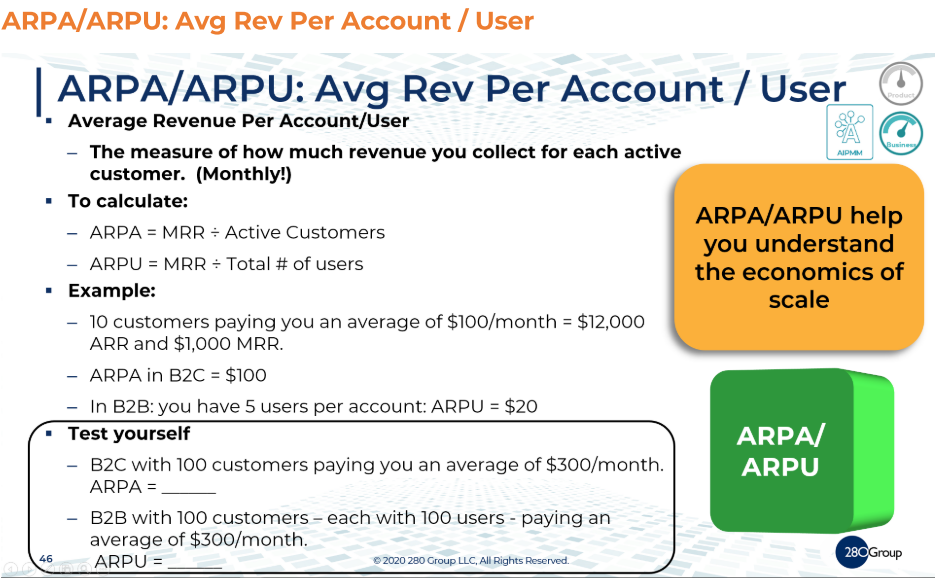 ARPA/ARPU: Avg Rev Per Account / User
ARPA/ARPU: Avg Rev Per Account / User
Product
AIPMM
Business
▪ Average Revenue Per Account/User
– The measure of how much revenue you collect for each active
customer. (Monthly!)
▪ To calculate:
– ARPA = MRR ÷ Active Customers
– ARPU = MRR ÷ Total # of users
▪ Example:
– 10 customers paying you an average of $100/month = $12,000
ARR and $1,000 MRR.
– ARPA in B2C = $100
– In B2B: you have 5 users per account: ARPU = $20
▪ Test yourself
– B2C with 100 customers paying you an average of $300/month.
ARPA = ______
– B2B with 100 customers – each with 100 users - paying an
average of $300/month.
ARPU = ______
ARPA/ARPU help
you understand
the economics of
scale
ARPA/
ARPU
46
© 2020 280 Group LLC, All Rights Reserved.
280Group